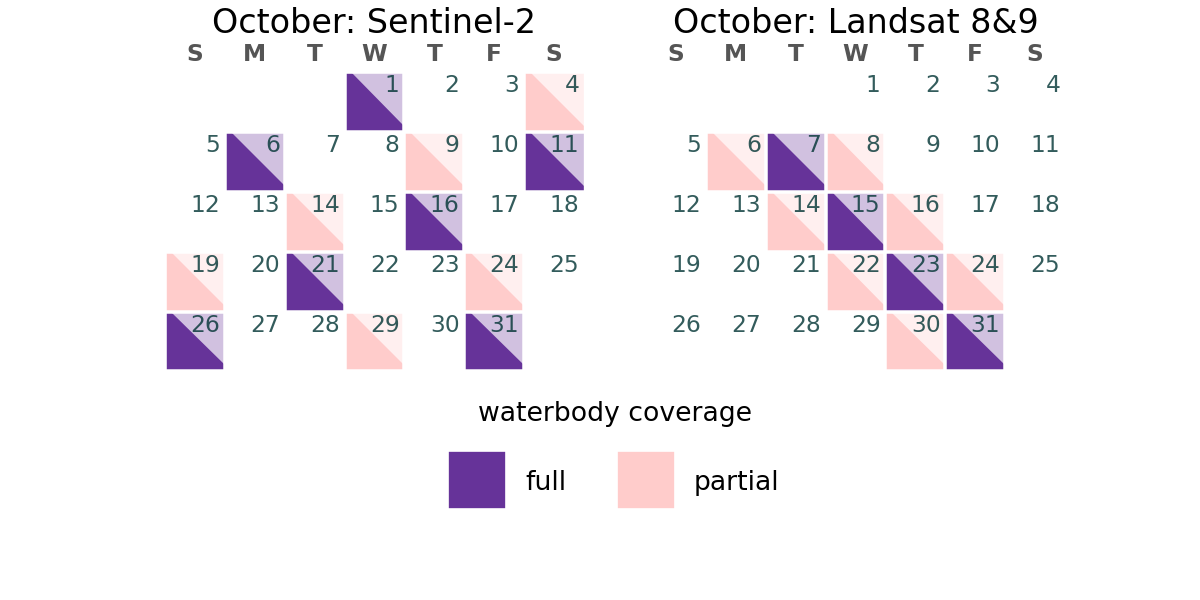 October: Sentinel-2
S M T W T F S
1 2 3 4
5 6 7 8 9 10 11
12 13 14 15 16 17 18
19 20 21 22 23 24 25
26 27 28 29 30 31
October: Landsat 8&9
S M T W T F S
1 2 3 4
5 6 7 8 9 10 11
12 13 14 15 16 17 18
19 20 21 22 23 24 25
26 27 28 29 30 31
waterbody coverage
full partial